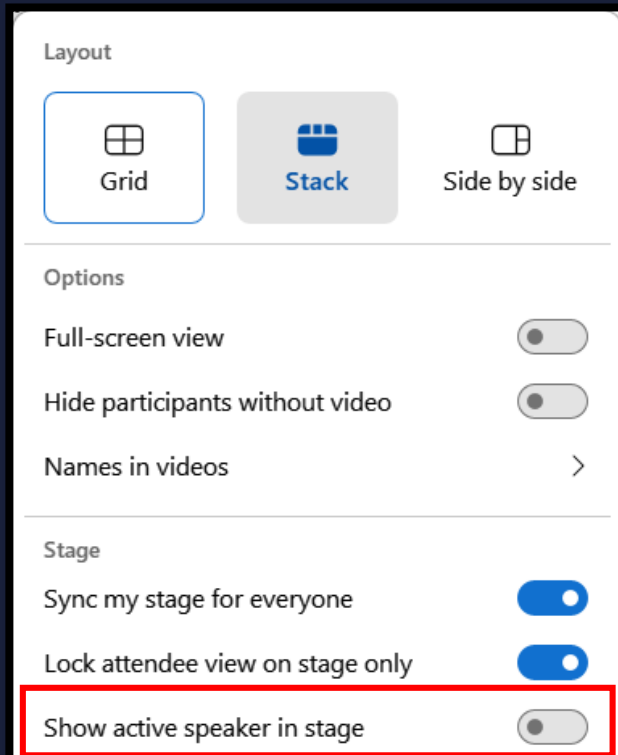 Layout
Grid Stack Side by side
Options
Full-screen view
Hide participants without video
Names in videos
Stage
Sync my stage for everyone
Lock attendee view on stage only
Show active speaker in stage